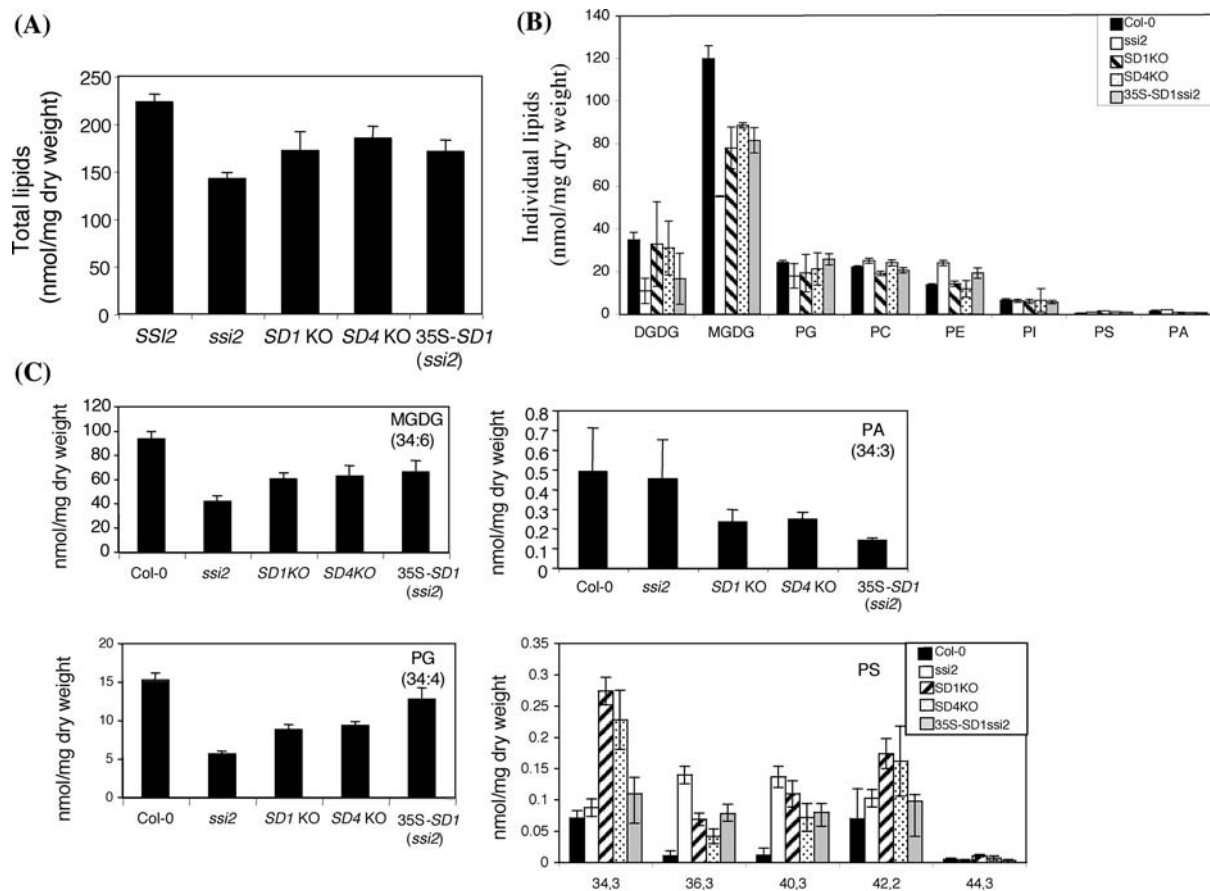 (A)
Total lipids
(nmol/mg dry weight)
250
200
150
100
50
0
SSI2 ssi2 SD1 KO SD4 KO 35S-SD1
(ssi2)
(B)
Individual lipids
(nmol/mg dry weight)
140
120
100
80
60
40
20
0
DGDG MGDG PG PC PE PI PS PA
Col-0
ssi2
SD1KO
SD4KO
35S-SD1ssi2
(C)
nmol/mg dry weight
120
100
80
60
40
20
0
MGDG
(34:6)
Col-0 ssi2 SD1KO SD4KO 35S-SD1
(ssi2)
nmol/mg dry weight
0.8
0.7
0.6
0.5
0.4
0.3
0.2
0.1
0
PA
(34:3)
Col-0 ssi2 SD1 KO SD4 KO 35S-SD1
(ssi2)
nmol/mg dry weight
20
15
10
5
0
PG
(34:4)
Col-0 ssi2 SD1 KO SD4 KO 35S-SD1
(ssi2)
nmol/mg dry weight
0.35
0.3
0.25
0.2
0.15
0.1
0.05
0
PS
Col-0
ssi2
SD1KO
SD4KO
35S-SD1ssi2
34,3 36,3 40,3 42,2 44,3